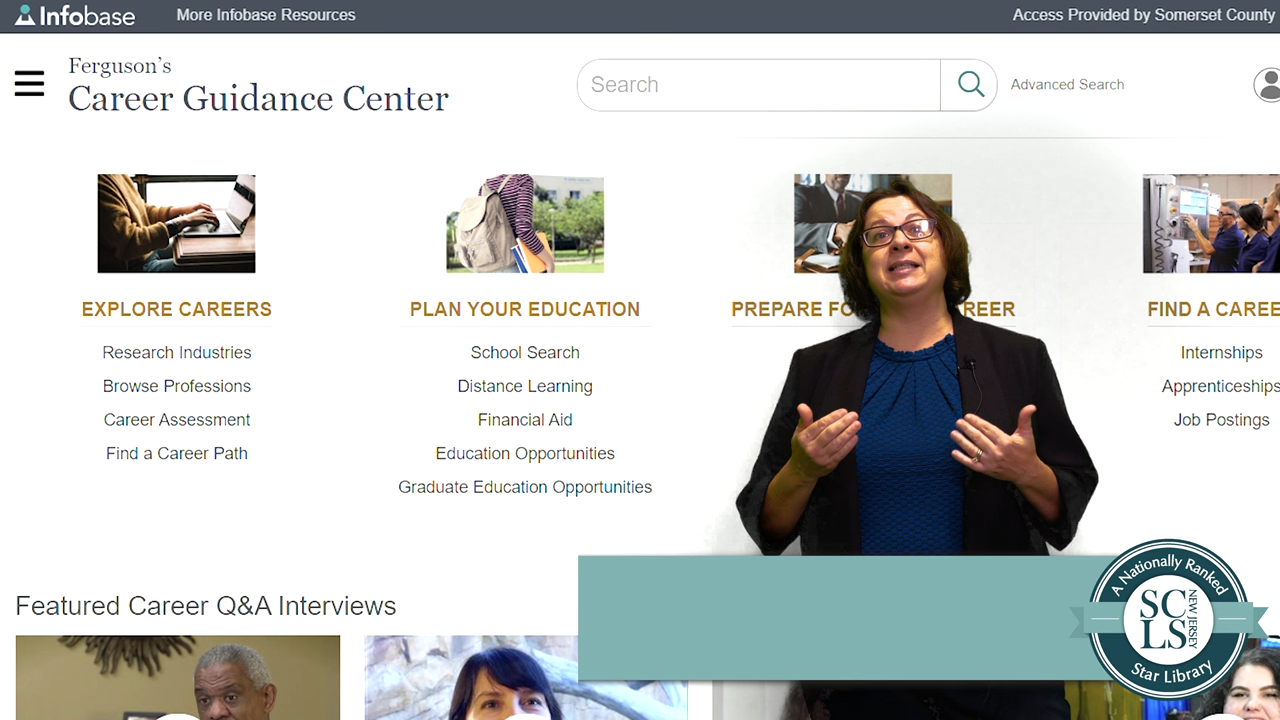 Infobase
More Infobase Resources
Access Provided by Somerset County
Ferguson's
Career Guidance Center
Search
Advanced Search
EXPLORE CAREERS
Research Industries
Browse Professions
Career Assessment
Find a Career Path
PLAN YOUR EDUCATION
School Search
Distance Learning
Financial Aid
Education Opportunities
Graduate Education Opportunities
PREPARE FO REER
FIND A CAREE
Internships
Apprenticeships
Job Postings
Featured Career Q&A Interviews
A Nationally Ranked
SC
LS
NEW JERSEY
Star Library